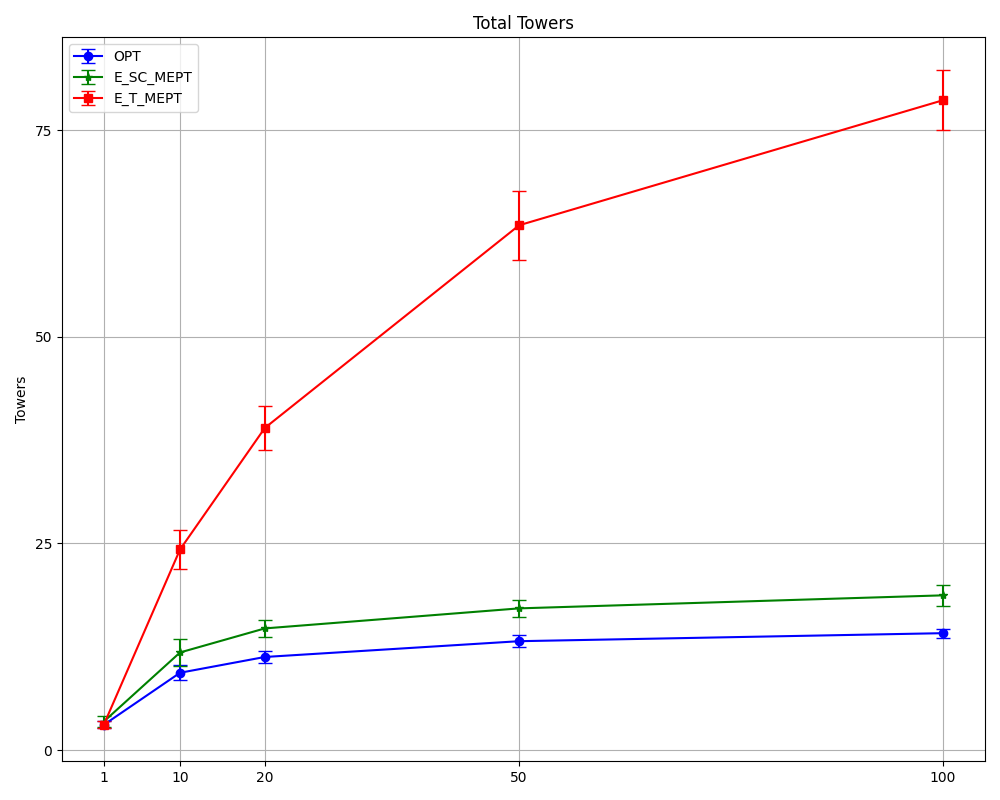 Total Towers
OPT
E_SC_MEPT
E_T_MEPT
75
50
25
0
Towers
1 10 20 50 100